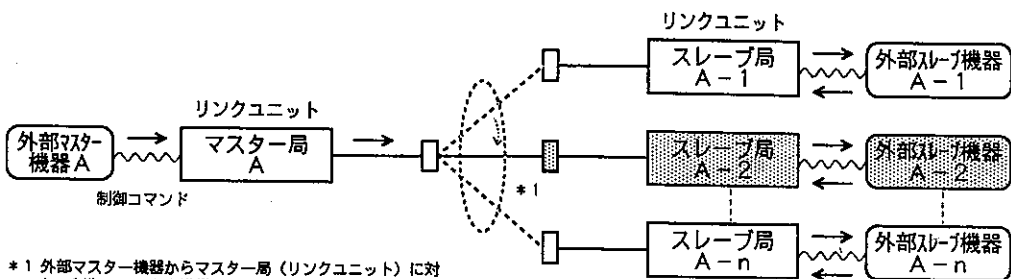 リンクユニット
スレーブ局
A-1
外部スレーブ機器
A-1
リンクユニット
外部マスター
機器A
マスター局
A
制御コマンド
*1
スレーブ局
A-2
外部スレーブ機器
A-2
スレーブ局
A-n
外部スレーブ機器
A-n
*1 外部マスター機器からマスター局(リンクユニット)に対